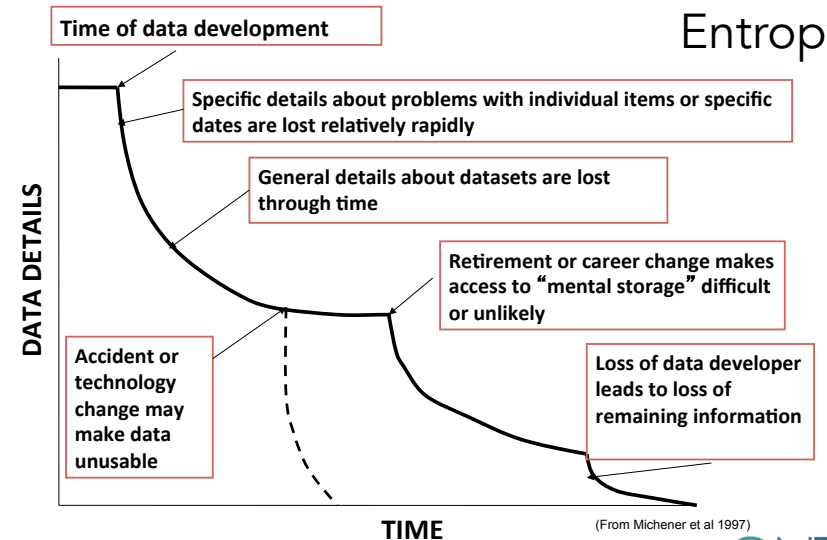 Entrop
Time of data development
Specific details about problems with individual items or specific
dates are lost relatively rapidly
General details about datasets are lost
through time
Retirement or career change makes
access to “mental storage” difficult
or unlikely
Accident or
technology
change may
make data
unusable
Loss of data developer
leads to loss of
remaining information
DATA DETAILS
TIME
(From Michener et al 1997)